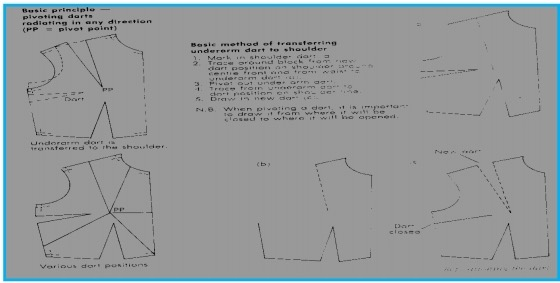 Basic principle —
pivoting darts
radiating in any direction
(PP = pivot point)
Dart
PP
Underarm dart is
transferred to the shoulder.
PP
Various dart positions
Basic method of transferring
underarm dart to shoulder
1. Mark in shoulder dart
2. Trace around block from new
dart position on shoulder
centre front and front waist to
underarm dart
3. Pivot out underarm dart
4. Trace from underarm dart to
dart position on shoulder line.
5. Draw in new dart
N.B. When pivoting a dart, it is important
to draw it from where it will be
closed to where it will be opened.
(b)
New dart
Dart
closed